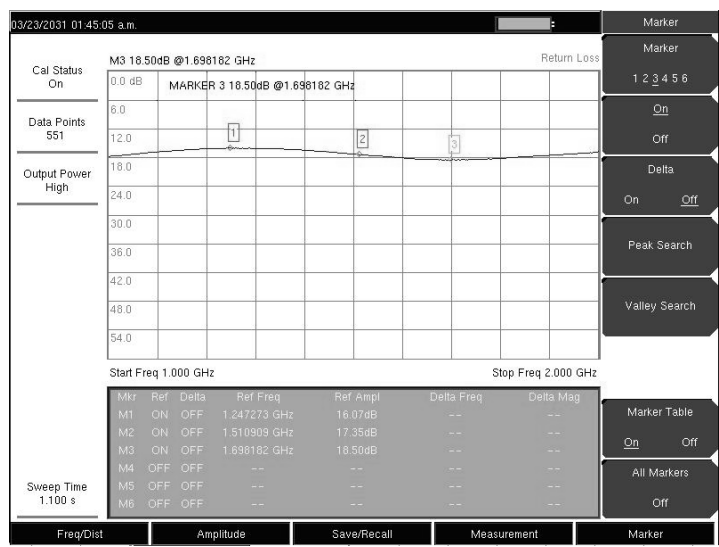 03/23/2031 01:45:05 a.m.
Marker
M3 18.50dB @1.698182 GHz
Return Loss
Marker
1 2 3 4 5 6
Cal Status
On
0.0 dB
MARKER 3 18.50dB @1.698182 GHz
6.0
On
Off
Data Points
551
12.0
1
2
3
18.0
Output Power
High
Delta
On Off
24.0
30.0
Peak Search
36.0
42.0
48.0
Valley Search
54.0
Start Freq 1.000 GHz
Stop Freq 2.000 GHz
Mkr Ref Delta Ref Freq Ref Ampl Delta Freq Delta Mag
M1 ON OFF 1.247273 GHz 16.07dB -- --
M2 ON OFF 1.510909 GHz 17.35dB -- --
M3 ON OFF 1.698182 GHz 18.50dB -- --
M4 OFF OFF -- -- -- --
M5 OFF OFF -- -- -- --
M6 OFF OFF -- -- -- --
Marker Table
On Off
All Markers
Off
Sweep Time
1.100 s
Freq/Dist
Amplitude
Save/Recall
Measurement
Marker